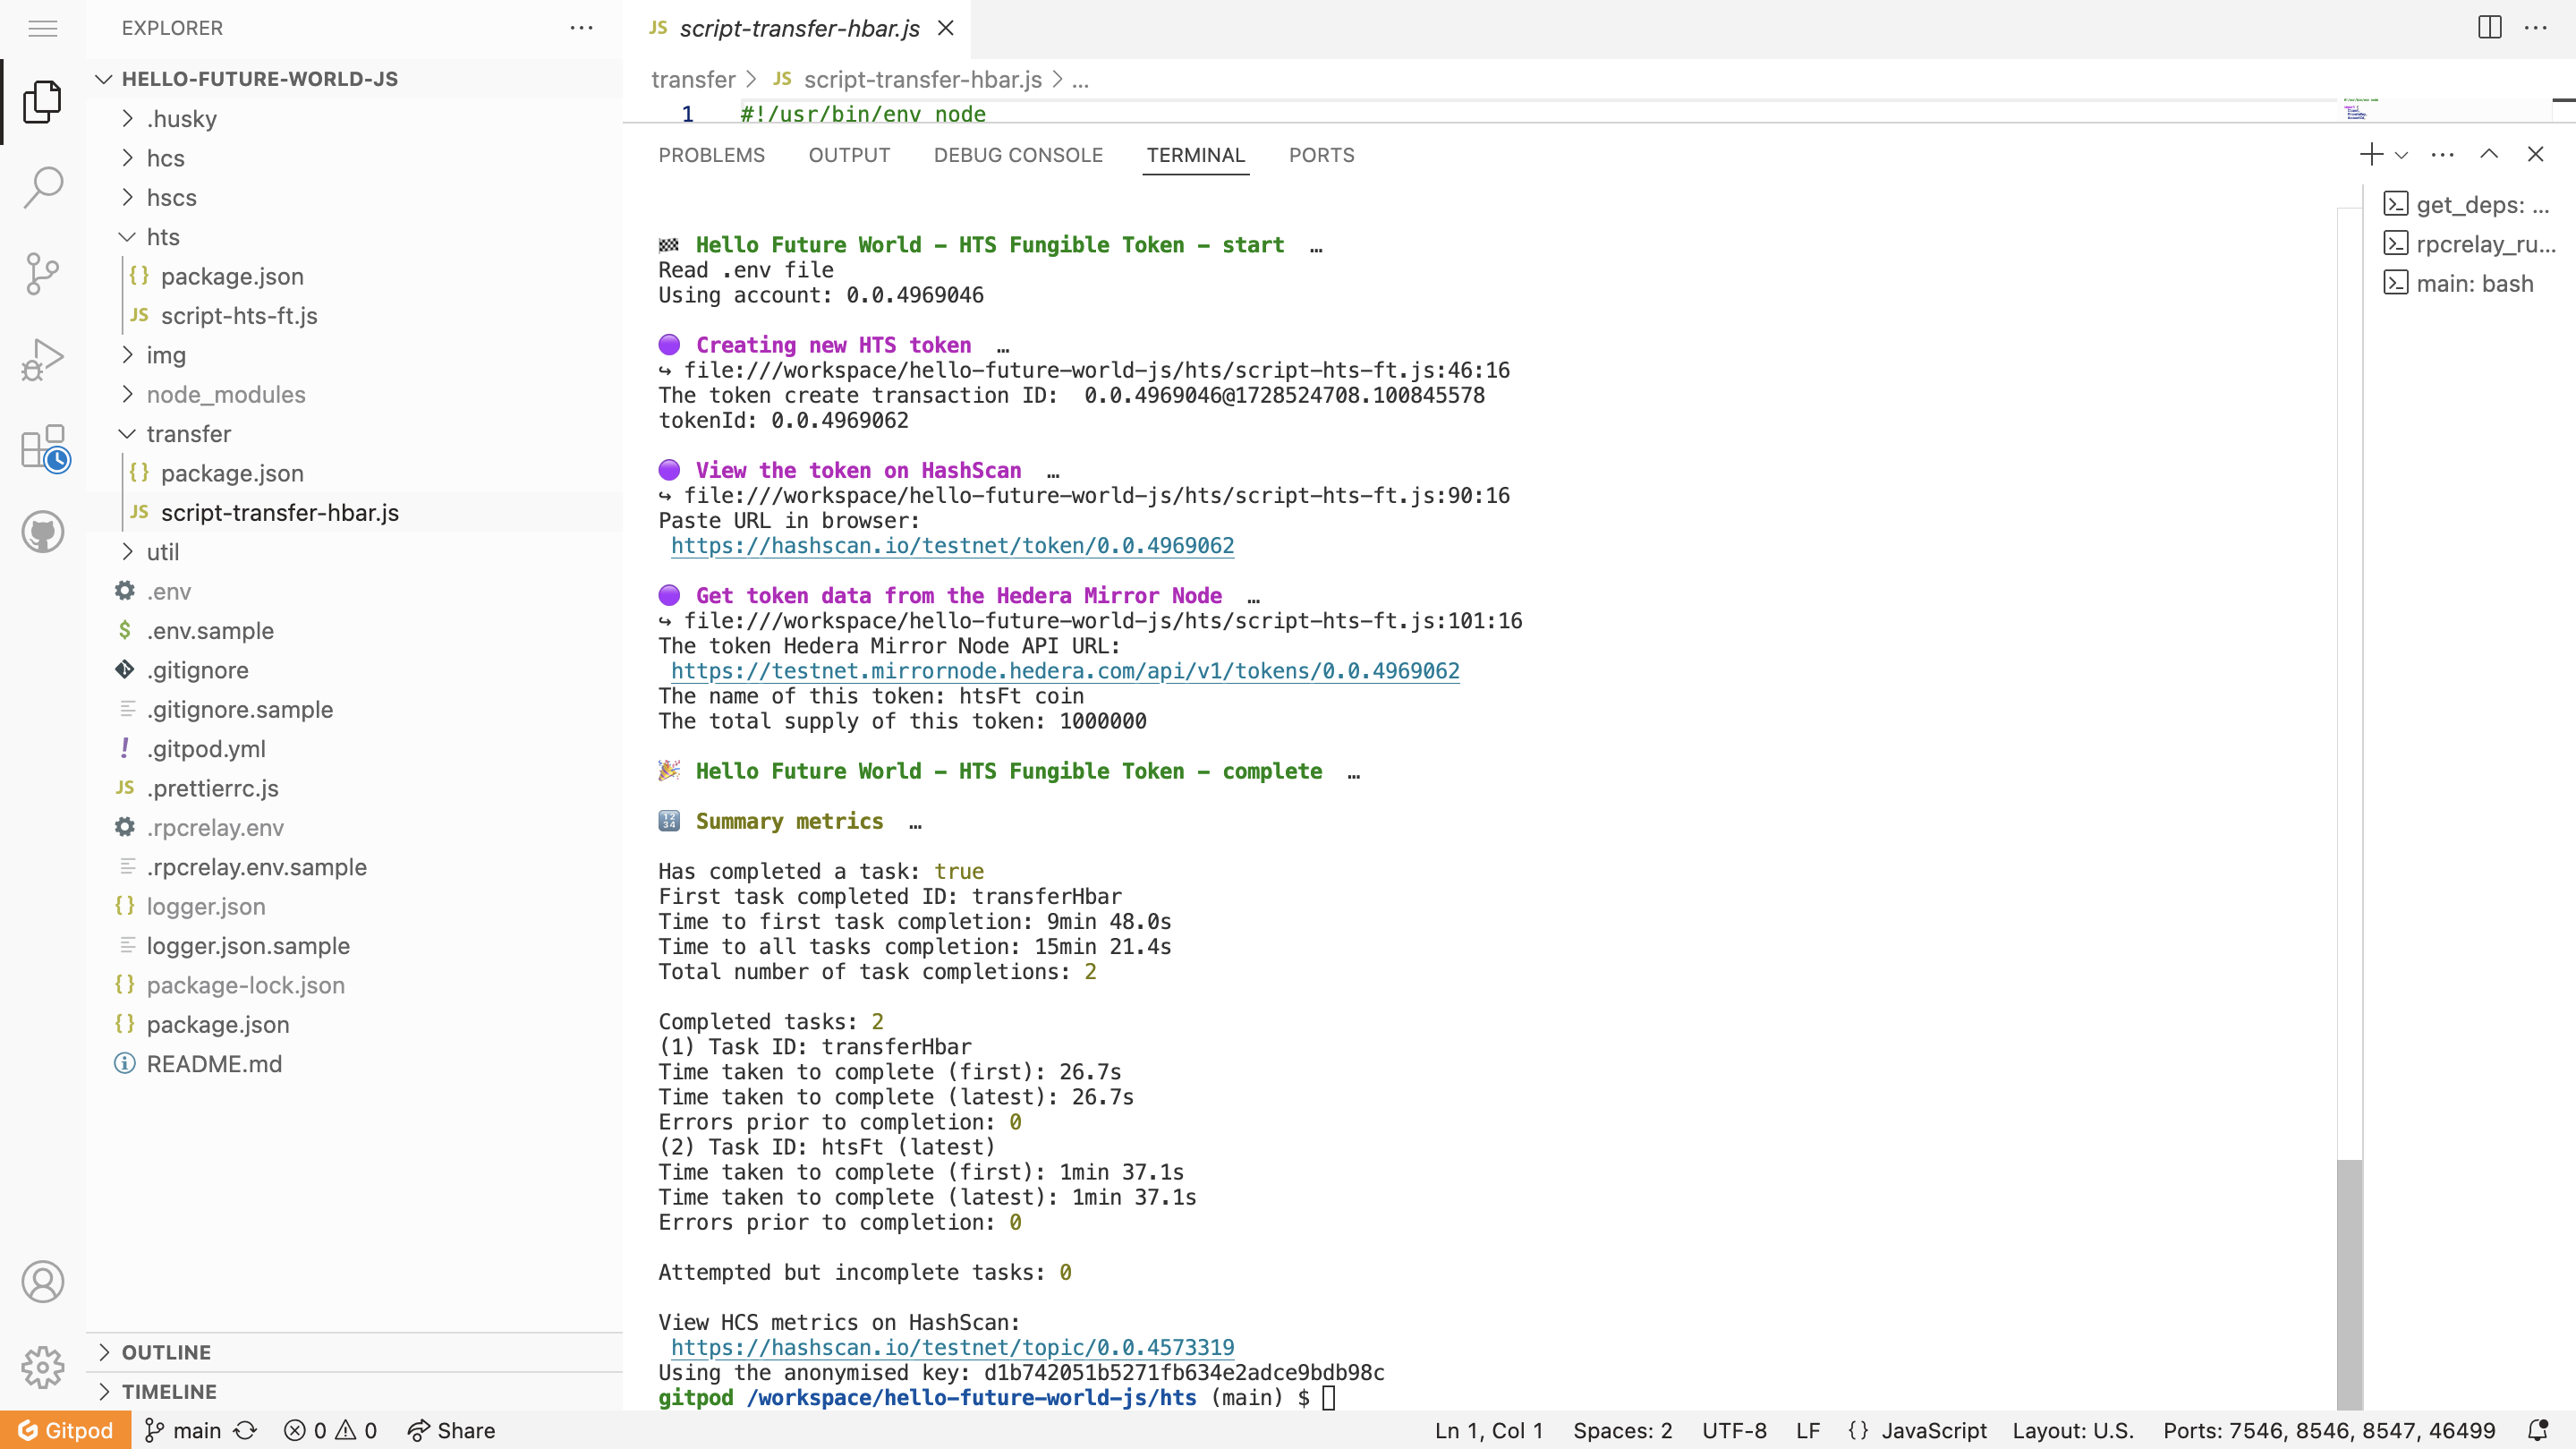 EXPLORER
HELLO-FUTURE-WORLD-JS
.husky
hcs
hscs
hts
{} package.json
JS script-hts-ft.js
img
node_modules
transfer
{} package.json
JS script-transfer-hbar.js
util
.env
$ .env.sample
.gitignore
.gitignore.sample
! .gitpod.yml
JS .prettierrc.js
.rpcrelay.env
.rpcrelay.env.sample
{} logger.json
logger.json.sample
{} package-lock.json
{} package.json
README.md
OUTLINE
TIMELINE
JS script-transfer-hbar.js
transfer > JS script-transfer-hbar.js > ...
1 #!/usr/bin/env node
PROBLEMS OUTPUT DEBUG CONSOLE TERMINAL PORTS
🏁 Hello Future World - HTS Fungible Token - start …
Read .env file
Using account: 0.0.4969046
🟣 Creating new HTS token …
↪ file:///workspace/hello-future-world-js/hts/script-hts-ft.js:46:16
The token create transaction ID:  0.0.4969046@1728524708.100845578
tokenId: 0.0.4969062
🟣 View the token on HashScan …
↪ file:///workspace/hello-future-world-js/hts/script-hts-ft.js:90:16
Paste URL in browser:
https://hashscan.io/testnet/token/0.0.4969062
🟣 Get token data from the Hedera Mirror Node …
↪ file:///workspace/hello-future-world-js/hts/script-hts-ft.js:101:16
The token Hedera Mirror Node API URL:
https://testnet.mirrornode.hedera.com/api/v1/tokens/0.0.4969062
The name of this token: htsFt coin
The total supply of this token: 1000000
🎉 Hello Future World - HTS Fungible Token - complete …
🔢 Summary metrics …
Has completed a task: true
First task completed ID: transferHbar
Time to first task completion: 9min 48.0s
Time to all tasks completion: 15min 21.4s
Total number of task completions: 2
Completed tasks: 2
(1) Task ID: transferHbar
Time taken to complete (first): 26.7s
Time taken to complete (latest): 26.7s
Errors prior to completion: 0
(2) Task ID: htsFt (latest)
Time taken to complete (first): 1min 37.1s
Time taken to complete (latest): 1min 37.1s
Errors prior to completion: 0
Attempted but incomplete tasks: 0
View HCS metrics on HashScan:
https://hashscan.io/testnet/topic/0.0.4573319
Using the anonymised key: d1b742051b5271fb634e2adce9bdb98c
gitpod /workspace/hello-future-world-js/hts (main) $
get_deps: ...
rpcrelay_ru...
main: bash
Gitpod main 0 0 Share Ln 1, Col 1 Spaces: 2 UTF-8 LF {} JavaScript Layout: U.S. Ports: 7546, 8546, 8547, 46499